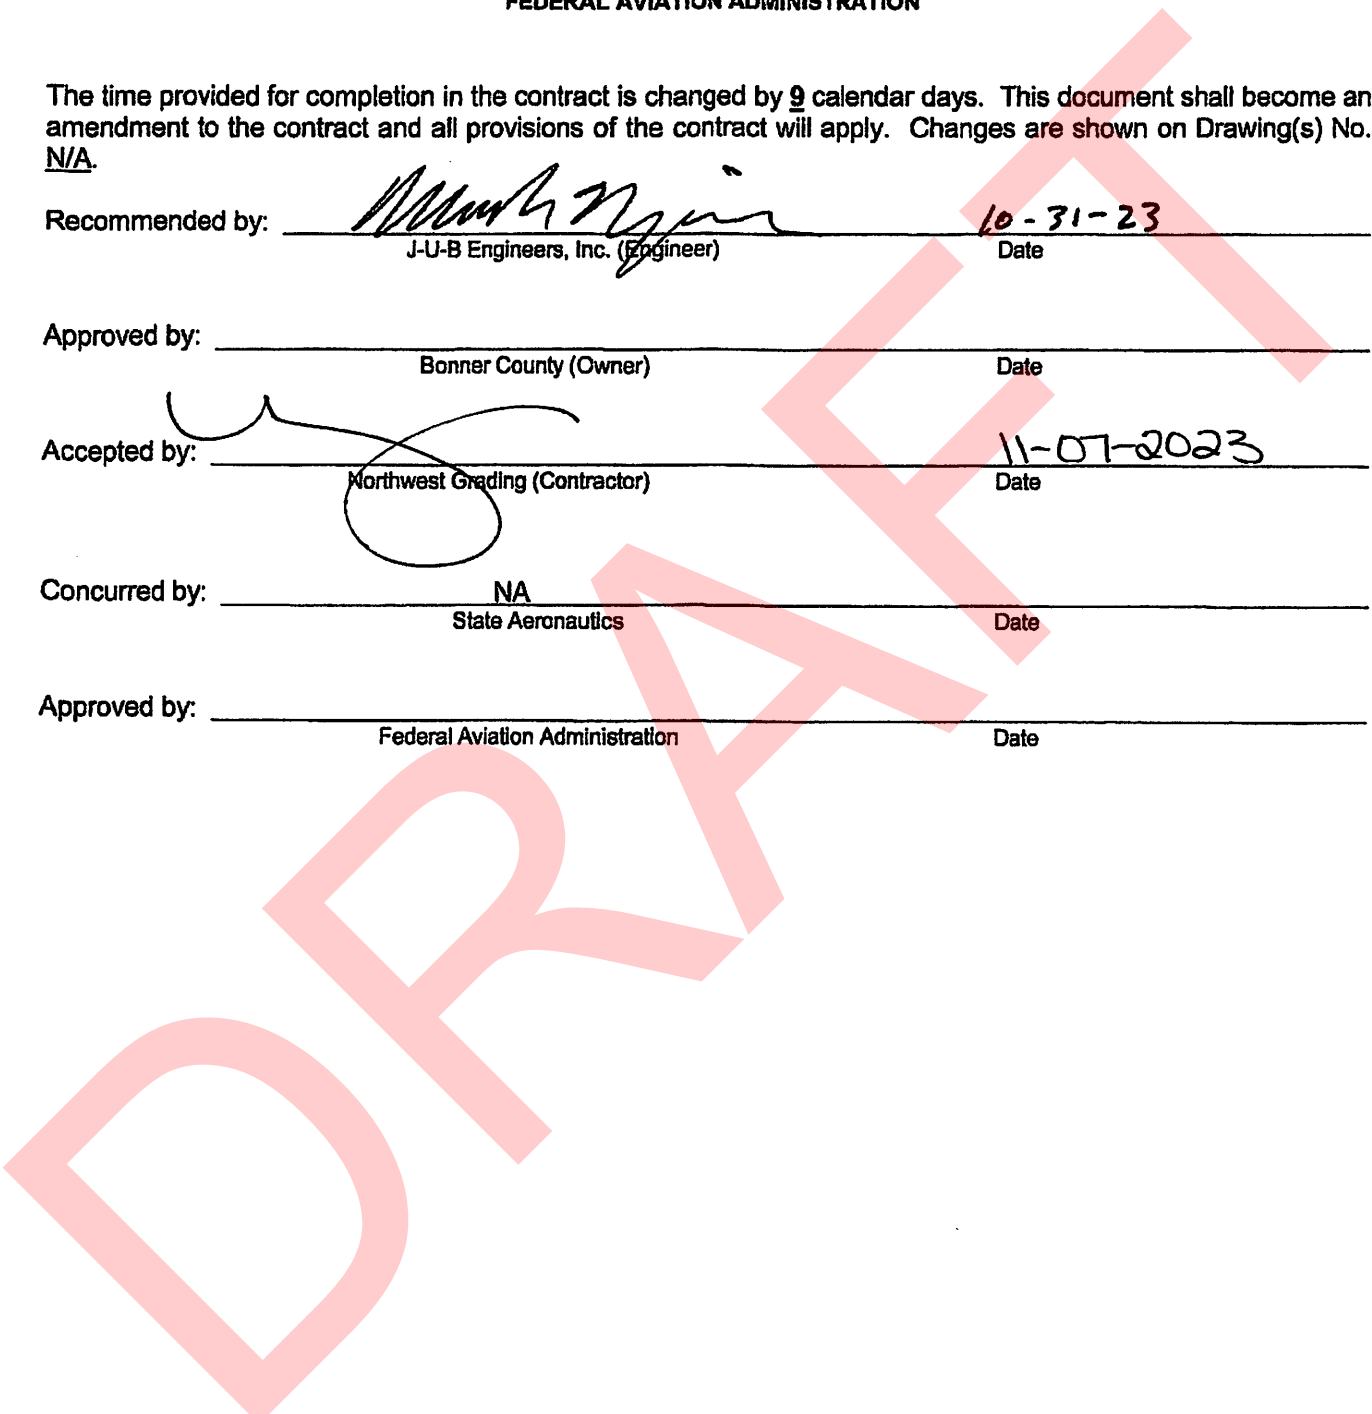 FEDERAL AVIATION ADMINISTRATION
The time provided for completion in the contract is changed by 9 calendar days. This document shall become an
amendment to the contract and all provisions of the contract will apply. Changes are shown on Drawing(s) No.
N/A.
Recommended by: 10-31-23
J-U-B Engineers, Inc. (Engineer) Date
Approved by:
Bonner County (Owner) Date
Accepted by: 11-07-2023
Northwest Grading (Contractor) Date
Concurred by: NA
State Aeronautics Date
Approved by:
Federal Aviation Administration Date
DRAFT